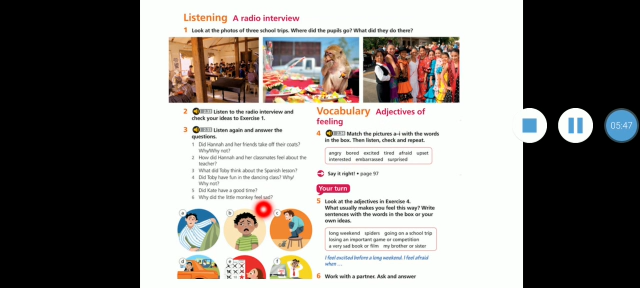 Listening A radio interview
1 Look at the photos of three school trips. Where did the pupils go? What did they do there?
2 Listen to the radio interview and
check your ideas to Exercise 1.
3 Listen again and answer the
questions.
1 Did Hannah and her friends take off their coats?
Why/Why not?
2 How did Hannah and her classmates feel about the
teacher?
3 What did Toby think about the Spanish lesson?
4 Did Toby have fun in the dancing class? Why/
Why not?
5 Did Kate have a good time?
6 Why did the little monkey feel sad?
a
b
c
d
e
f
Vocabulary Adjectives of
feeling
4 Match the pictures a–i with the words
in the box. Then listen, check and repeat.
angry bored excited tired afraid upset
interested embarrassed surprised
Say it right! • page 97
Your turn
5 Look at the adjectives in Exercise 4.
What usually makes you feel this way? Write
sentences with the words in the box or your
own ideas.
long weekend spiders going on a school trip
losing an important game or competition
a very sad book or film my brother or sister
I feel excited before a long weekend. I feel afraid
when ...
6 Work with a partner. Ask and answer
05:47